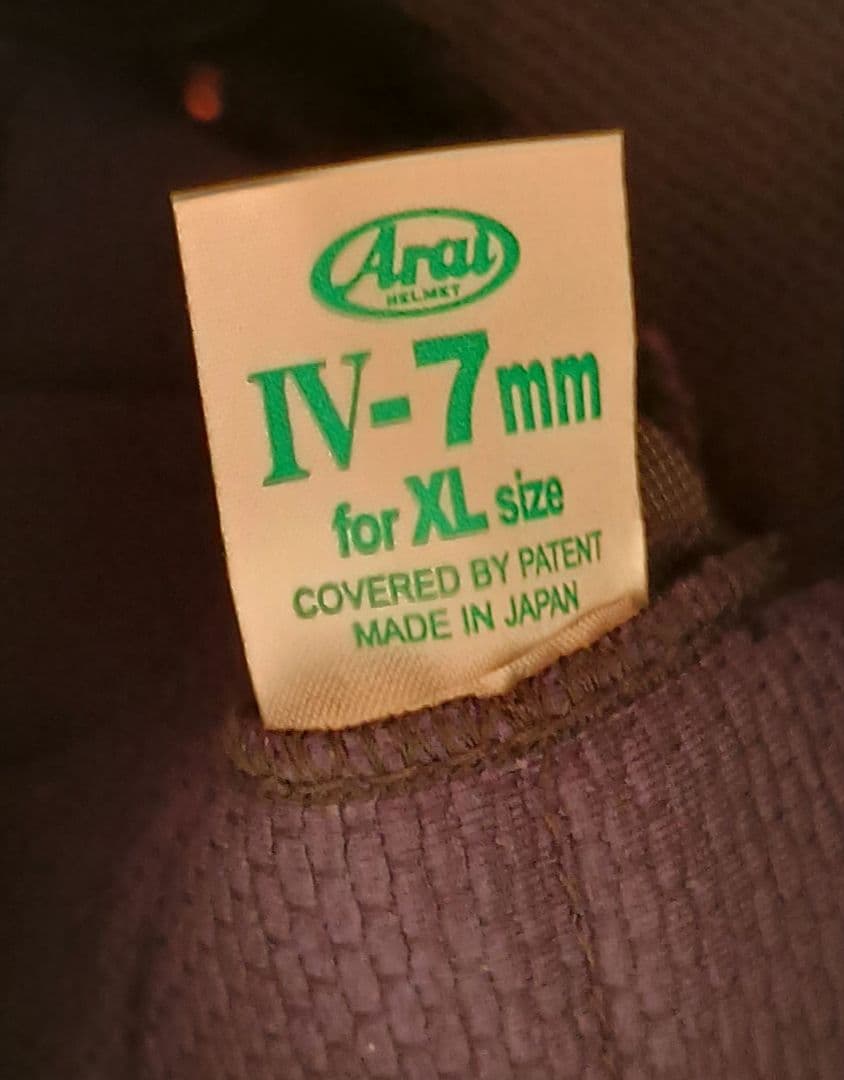 Arai
HELMET
IV-7mm
for XL size
COVERED BY PATENT
MADE IN JAPAN